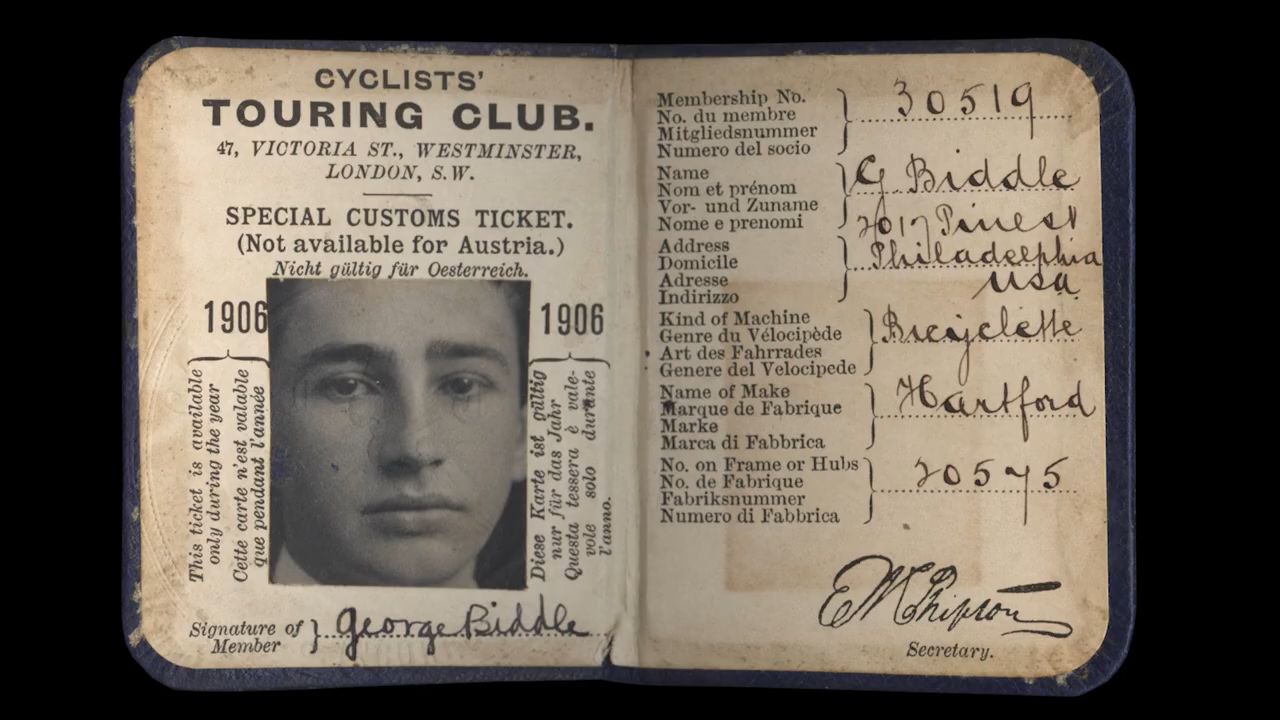 CYCLISTS'
TOURING CLUB.
47, VICTORIA ST., WESTMINSTER,
LONDON, S.W.
SPECIAL CUSTOMS TICKET.
(Not available for Austria.)
Nicht gültig für Oesterreich.
1906
1906
This ticket is available
only during the year
Cette carte n'est valable
que pendant l'année
Diese Karte ist gültig
nur für das Jahr
Questa tessera è vale-
vole solo durante
l'anno.
Signature of
Member
George Biddle
Membership No.
No. du membre
Mitgliedsnummer
Numero del socio
30519
Name
Nom et prénom
Vor- und Zuname
Nome e prenomi
G Biddle
Address
Domicile
Adresse
Indirizzo
2017 Pine St
Philadelphia
USA
Kind of Machine
Genre du Vélocipède
Art des Fahrrades
Genere del Velocipede
Bicyclette
Name of Make
Marque de Fabrique
Marke
Marca di Fabbrica
Hartford
No. on Frame or Hubs
No. de Fabrique
Fabriksnummer
Numero di Fabbrica
20575
E R Shipton
Secretary.